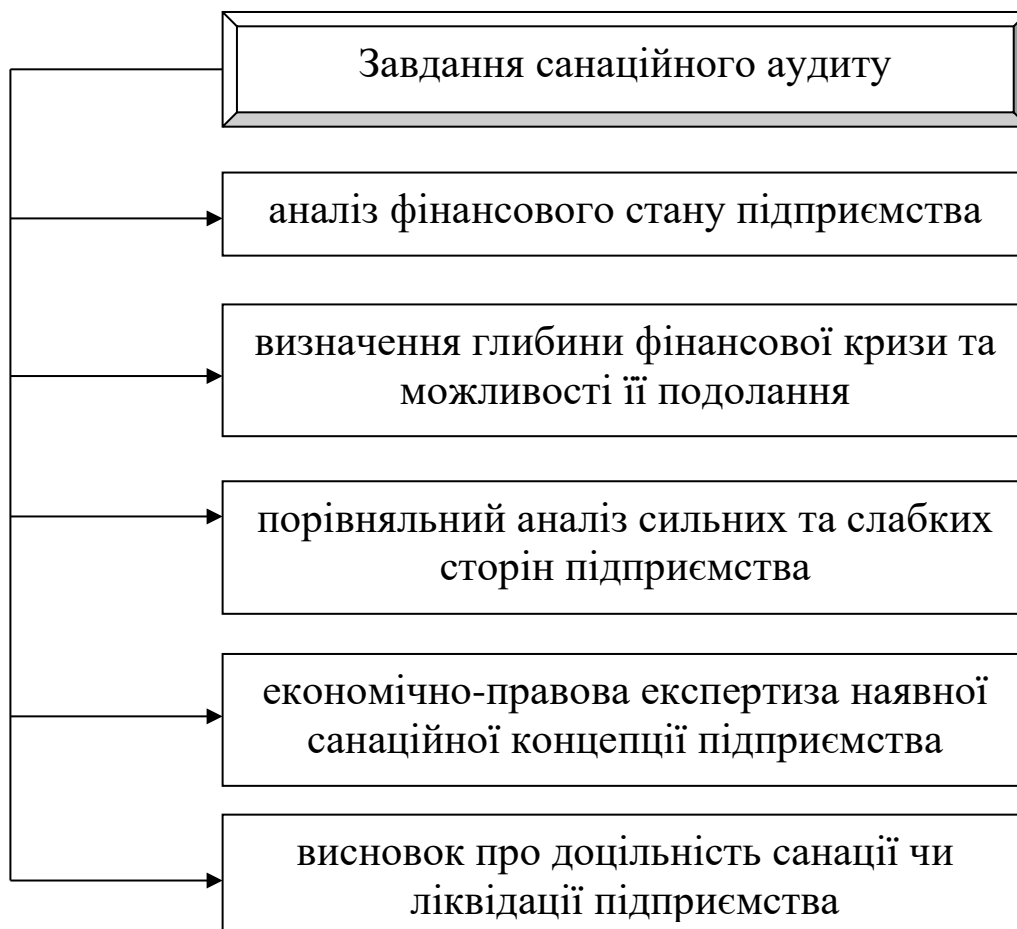 Завдання санаційного аудиту
аналіз фінансового стану підприємства
визначення глибини фінансової кризи та
можливості її подолання
порівняльний аналіз сильних та слабких
сторін підприємства
економічно-правова експертиза наявної
санаційної концепції підприємства
висновок про доцільність санації чи
ліквідації підприємства